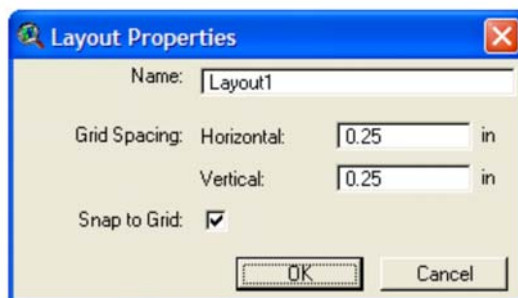 Layout Properties
Name: Layout1
Grid Spacing: Horizontal: 0.25 in
Vertical: 0.25 in
Snap to Grid:
OK Cancel